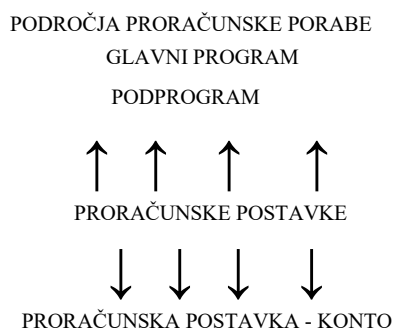 PODROČJA PRORAČUNSKE PORABE
GLAVNI PROGRAM
PODPROGRAM
PRORAČUNSKE POSTAVKE
PRORAČUNSKA POSTAVKA - KONTO